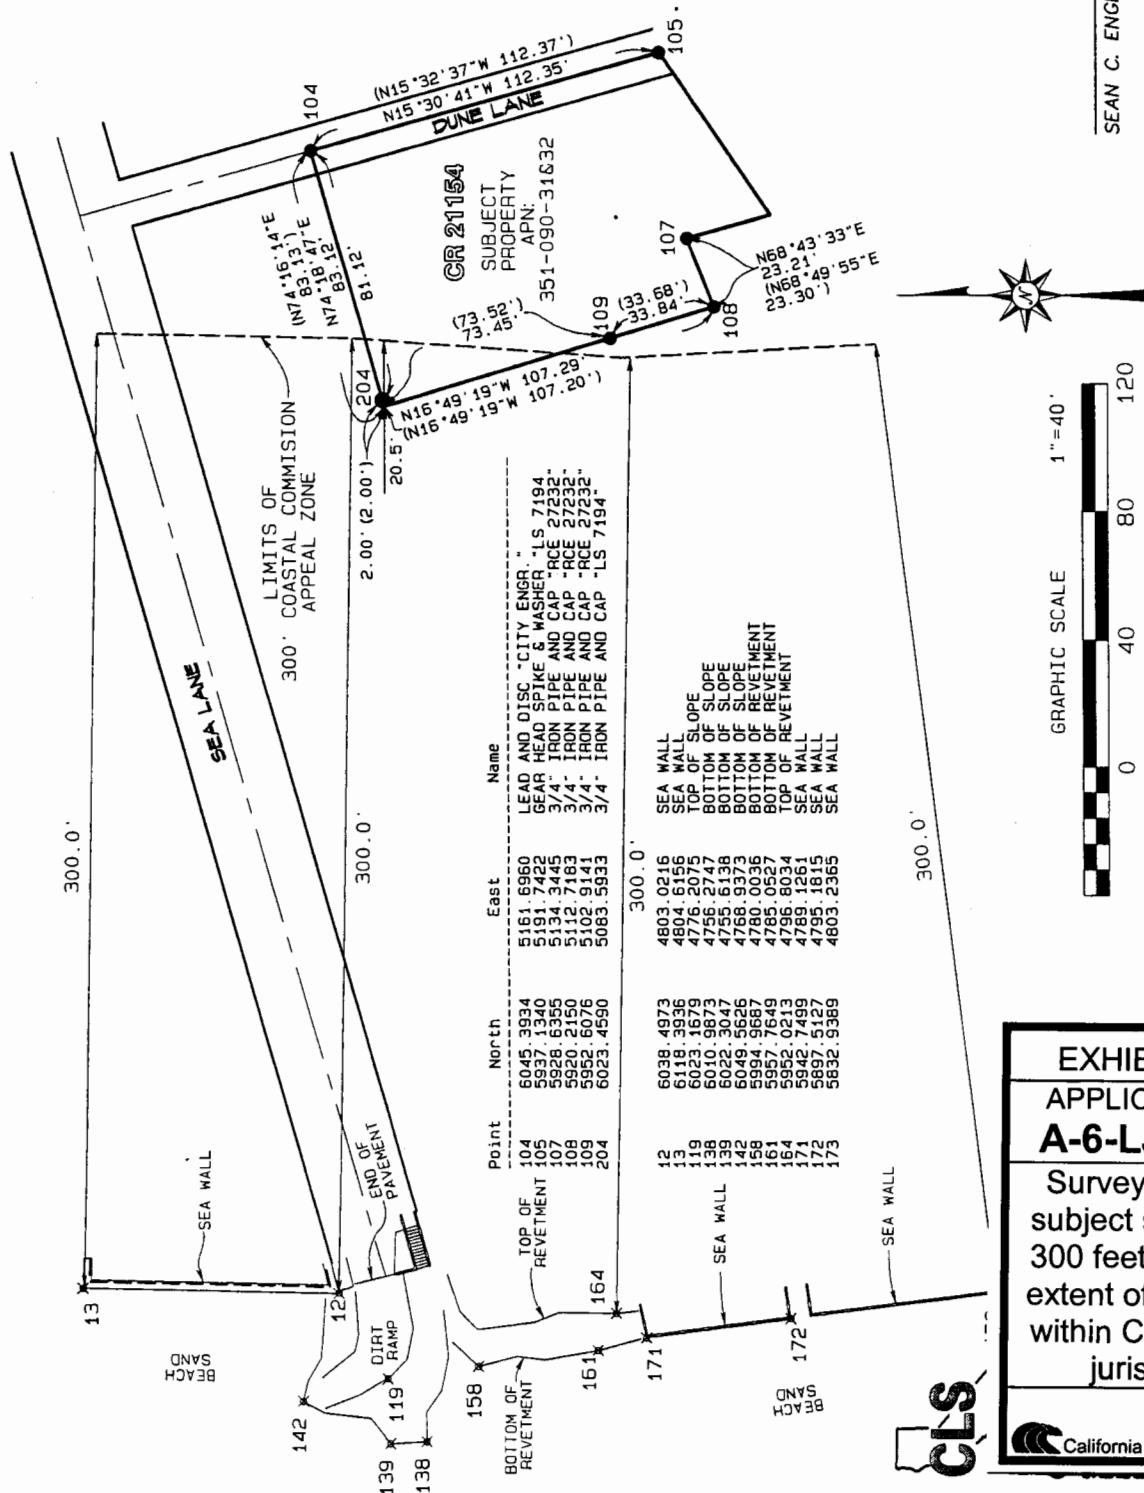 SEAN C. ENGL
(N15°32'37"W 112.37')
N15°30'41"W 112.35'
DUNE LANE
104
105
(N74°16'14"E
83.13')
N74°18'47"E
83.12'
81.12'
CR 21154
SUBJECT
PROPERTY
APN:
351-090-31&32
107
N68°43'33"E
23.21'
(N68°49'55"E
23.30')
108
109
(33.68')
33.84'
(73.52')
73.45'
204
N16°49'19"W 107.29'
(N16°49'19"W 107.20')
2.00' (2.00')
20.5'
LIMITS OF
300' COASTAL COMMISION
APPEAL ZONE
SEA LANE
300.0'
300.0'
300.0'
300.0'
Point North East Name
104 6045.3934 5161.6960 LEAD AND DISC "CITY ENGR."
105 5937.1340 5191.7422 GEAR HEAD SPIKE & WASHER "LS 7194
107 5928.6355 5134.3445 3/4" IRON PIPE AND CAP "RCE 27232"
108 5920.2150 5112.7183 3/4" IRON PIPE AND CAP "RCE 27232"
109 5952.6076 5102.9141 3/4" IRON PIPE AND CAP "RCE 27232"
204 6023.4590 5083.5933 3/4" IRON PIPE AND CAP "LS 7194"
12 6038.4973 4803.0216 SEA WALL
13 6118.3936 4804.6156 SEA WALL
119 6023.1679 4776.2075 TOP OF SLOPE
138 6010.9873 4756.2747 BOTTOM OF SLOPE
139 6022.3047 4755.6138 BOTTOM OF SLOPE
142 6049.5626 4768.9373 BOTTOM OF SLOPE
158 5994.9687 4780.0036 BOTTOM OF REVETMENT
161 5957.7649 4785.0527 BOTTOM OF REVETMENT
164 5952.0213 4796.8034 TOP OF REVETMENT
171 5942.7499 4789.1261 SEA WALL
172 5897.5127 4795.1815 SEA WALL
173 5832.9389 4803.2365 SEA WALL
13
SEA WALL
BEACH
SAND
12
END OF
PAVEMENT
DIRT
RAMP
142
119
139
138
158
161
164
171
172
TOP OF
REVETMENT
BOTTOM OF
REVETMENT
SEA WALL
SEA WALL
BEACH
SAND
N
GRAPHIC SCALE 1"=40'
0 40 80 120
CLS
EXHIB
APPLIC
A-6-L
Survey
subject s
300 feet
extent of
within C
juris
California